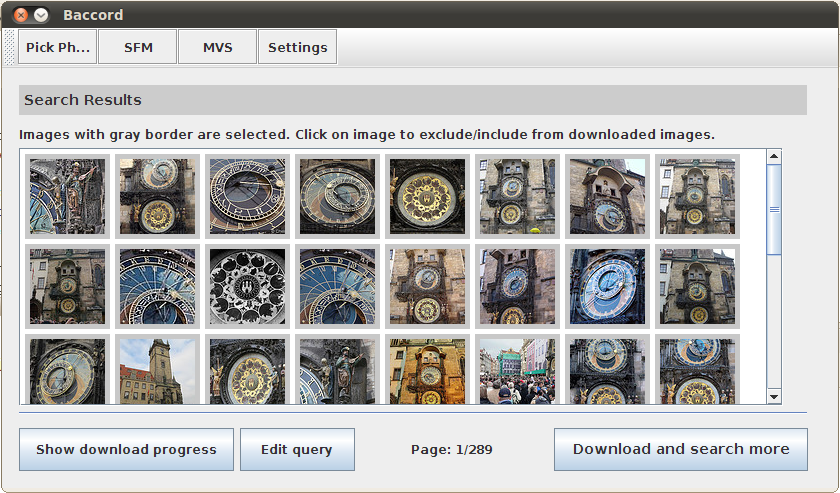 Baccord
Pick Ph... SFM MVS Settings
Search Results
Images with gray border are selected. Click on image to exclude/include from downloaded images.
Show download progress Edit query Page: 1/289 Download and search more